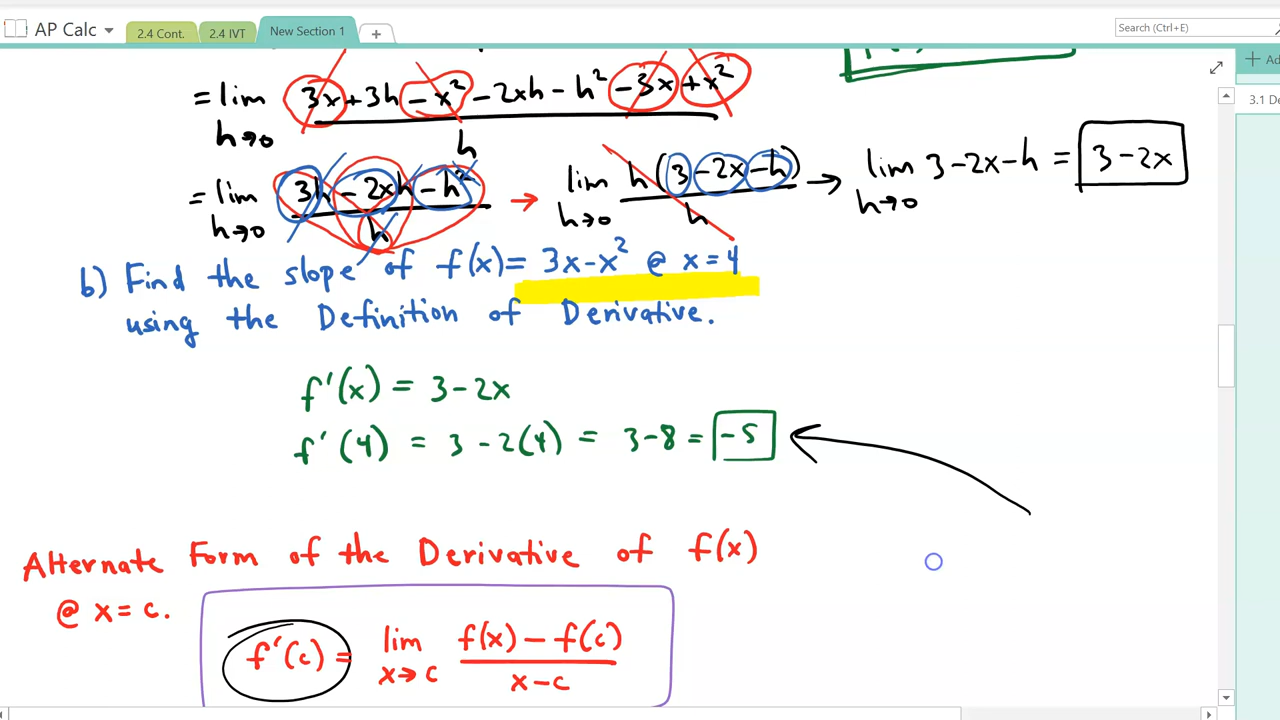 AP Calc
2.4 Cont.
2.4 IVT
New Section 1
+
Search (Ctrl+E)
+ Ad
3.1 De
= lim h→0 (3x + 3h - x² - 2xh - h² - 3x + x²) / h
= lim h→0 (3h - 2xh - h²) / h → lim h→0 h(3 - 2x - h) / h → lim h→0 3 - 2x - h = 3 - 2x
b) Find the slope of f(x) = 3x - x² @ x = 4
using the Definition of Derivative.
f'(x) = 3 - 2x
f'(4) = 3 - 2(4) = 3 - 8 = -5
Alternate Form of the Derivative of f(x)
@ x = c.
f'(c) = lim x→c (f(x) - f(c)) / (x - c)